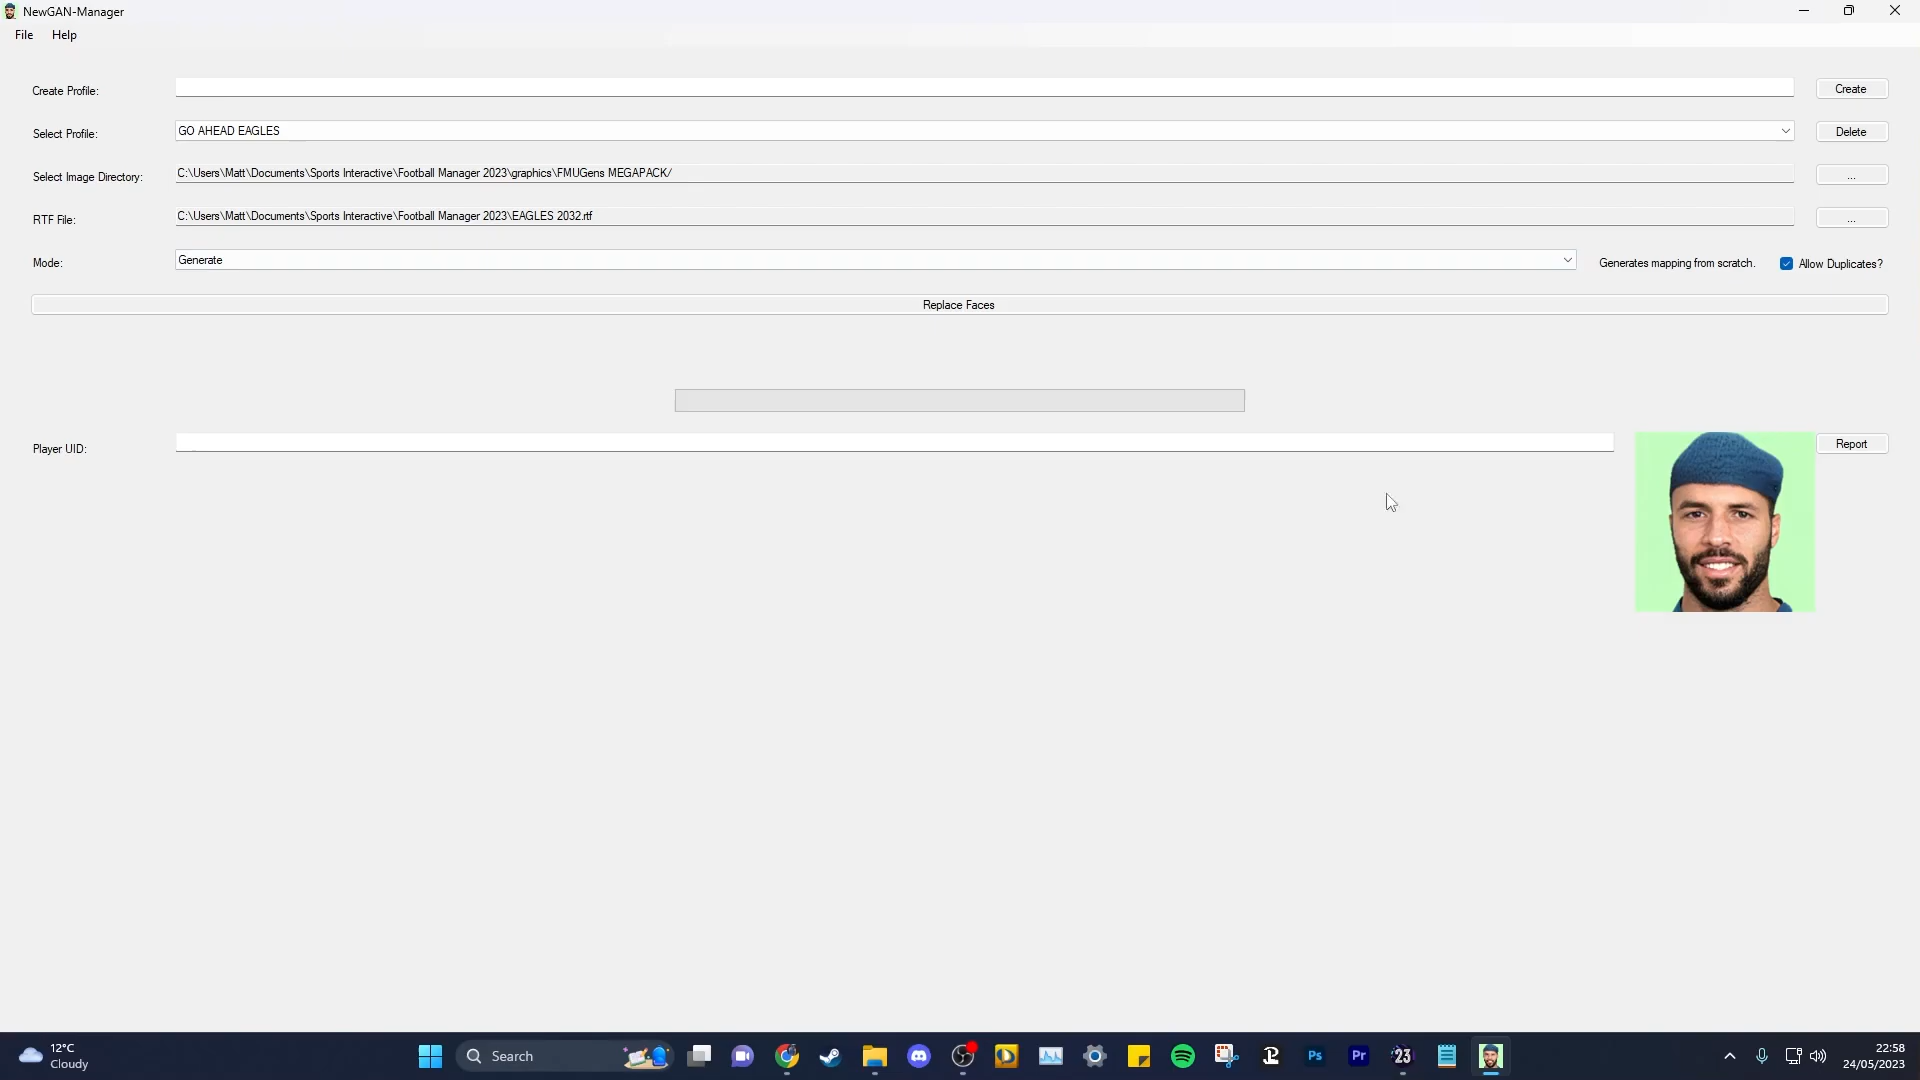 NewGAN-Manager
File Help
Create Profile: Create
Select Profile: GO AHEAD EAGLES Delete
Select Image Directory: C:\Users\Matt\Documents\Sports Interactive\Football Manager 2023\graphics\FMUGens MEGAPACK/ ...
RTF File: C:\Users\Matt\Documents\Sports Interactive\Football Manager 2023\EAGLES 2032.rtf ...
Mode: Generate Generates mapping from scratch. Allow Duplicates?
Replace Faces
Player UID: Report
12°C
Cloudy
Search
Ps
Pr
23
22:58
24/05/2023